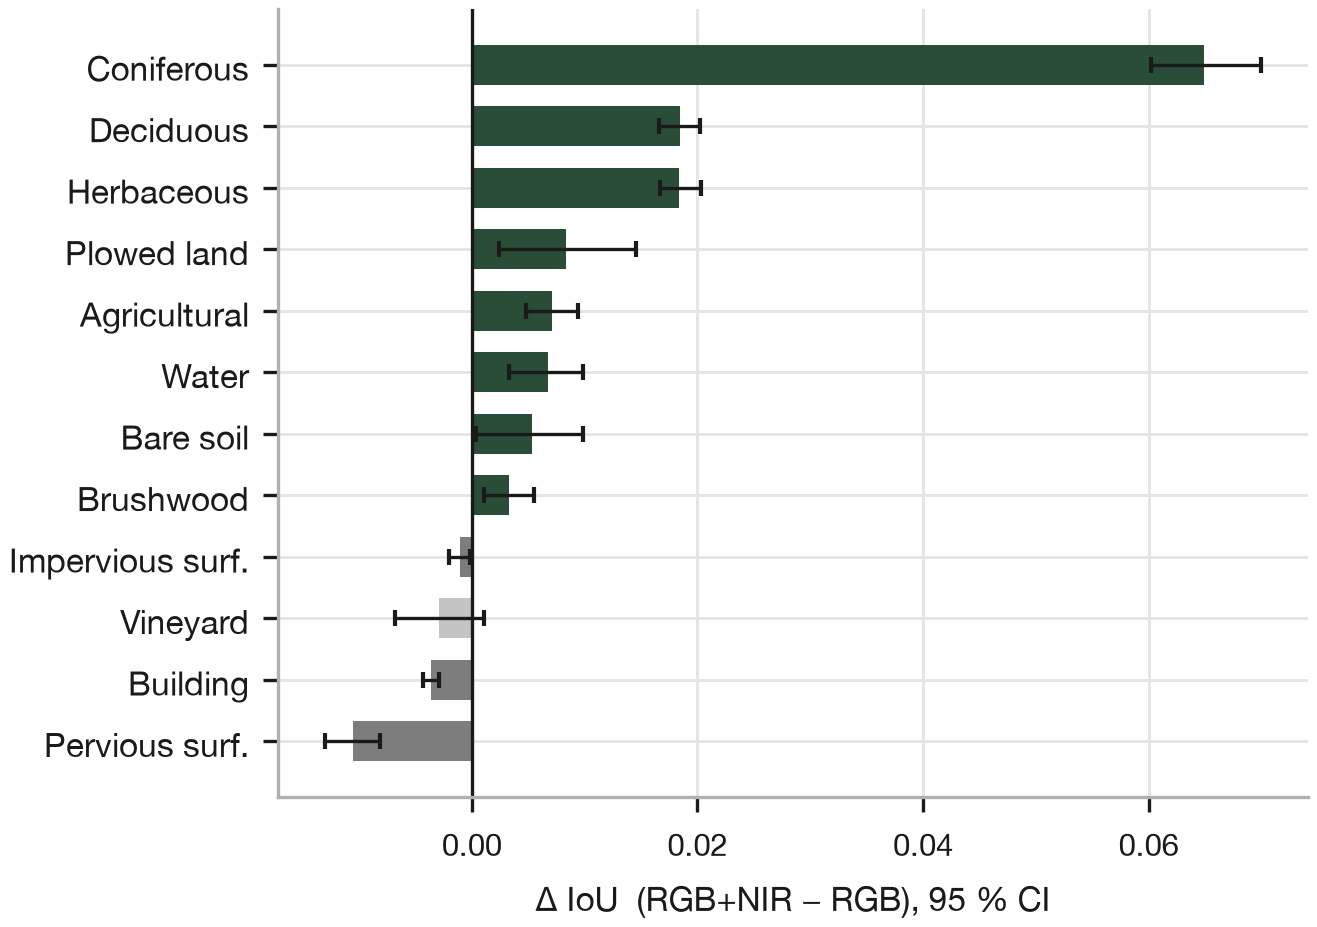 Coniferous
Deciduous
Herbaceous
Plowed land
Agricultural
Water
Bare soil
Brushwood
Impervious surf.
Vineyard
Building
Pervious surf.
0.00 0.02 0.04 0.06
Δ IoU (RGB+NIR – RGB), 95 % CI